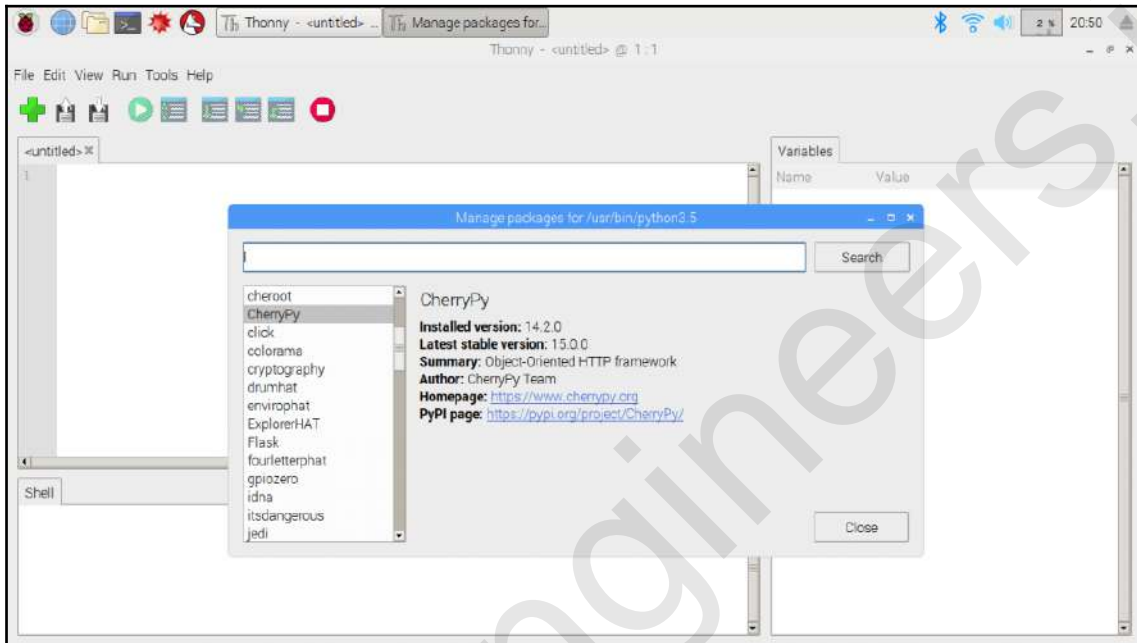 Thonny - <untitled> ..
Manage packages for..
2 %
20:50
Thonny - <untitled> @ 1 : 1
File Edit View Run Tools Help
<untitled>
Variables
1
Name Value
Manage packages for /usr/bin/python3.5
Search
cheroot
CherryPy
click
colorama
cryptography
drumhat
envirophat
ExplorerHAT
Flask
fourletterphat
gpiozero
idna
itsdangerous
jedi
CherryPy
Installed version: 14.2.0
Latest stable version: 15.0.0
Summary: Object-Oriented HTTP framework
Author: CherryPy Team
Homepage: https://www.cherrypy.org
PyPI page: https://pypi.org/project/CherryPy/
Shell
Close